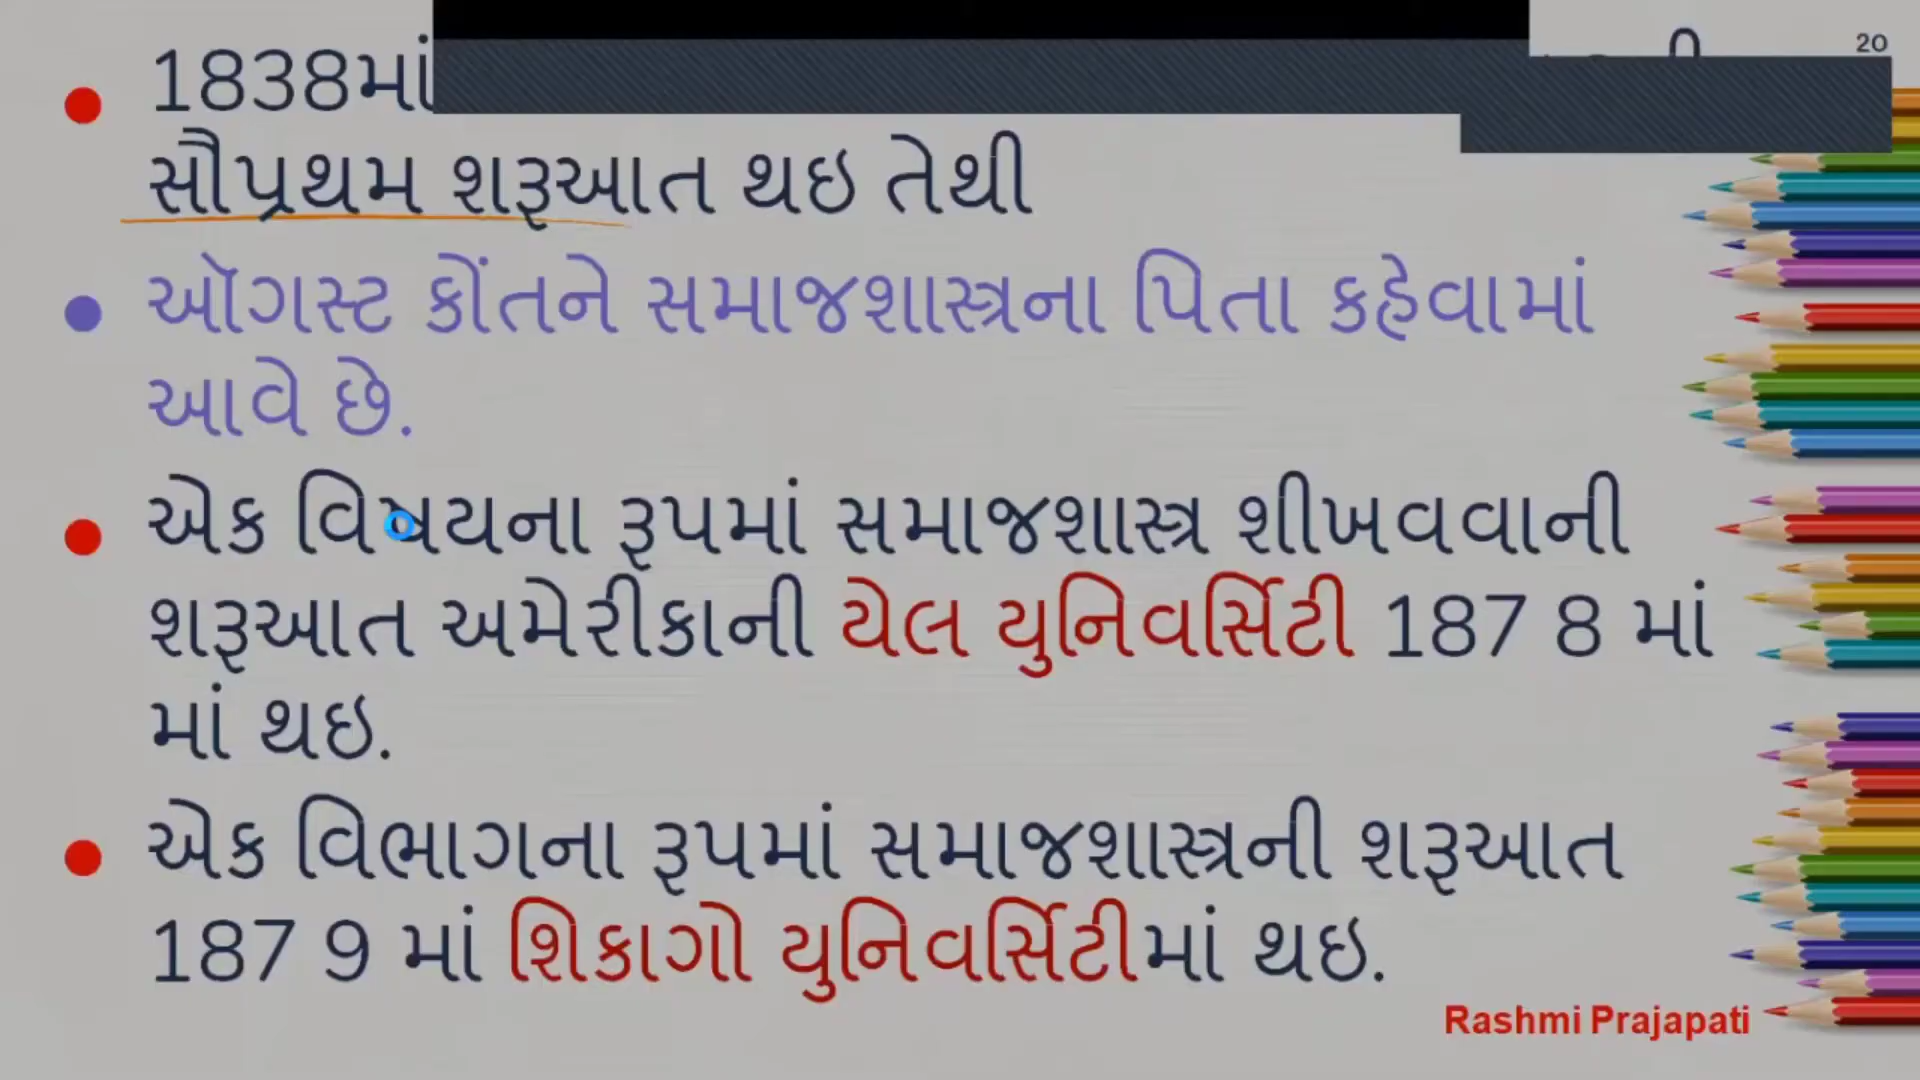 20
1838માં
સૌપ્રથમ શરૂઆત થઇ તેથી
ઑગસ્ટ કોંતને સમાજશાસ્ત્રના પિતા કહેવામાં
આવે છે.
એક વિષયના રૂપમાં સમાજશાસ્ત્ર શીખવવાની
શરૂઆત અમેરીકાની યેલ યુનિવર્સિટી 187 8 માં
માં થઇ.
એક વિભાગના રૂપમાં સમાજશાસ્ત્રની શરૂઆત
187 9 માં શિકાગો યુનિવર્સિટીમાં થઇ.
Rashmi Prajapati